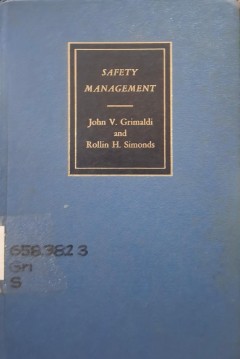 SAFETY
MANAGEMENT
John V. Grimaldi
and
Rollin H. Simonds
658.382 3
Gri
S